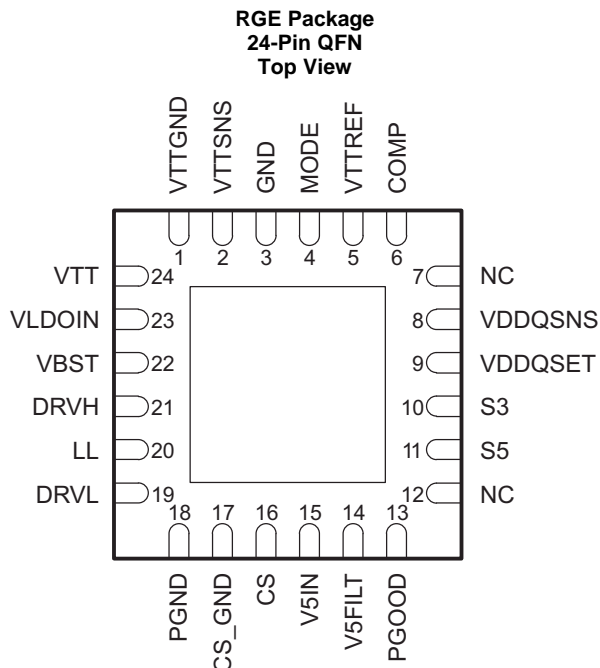 RGE Package
24-Pin QFN
Top View
VTTGND
VTTSNS
GND
MODE
VTTREF
COMP
1
2
3
4
5
6
VTT
24
7
NC
VLDOIN
23
8
VDDQSNS
VBST
22
9
VDDQSET
DRVH
21
10
S3
LL
20
11
S5
DRVL
19
12
NC
18
17
16
15
14
13
PGND
CS_GND
CS
V5IN
V5FILT
PGOOD